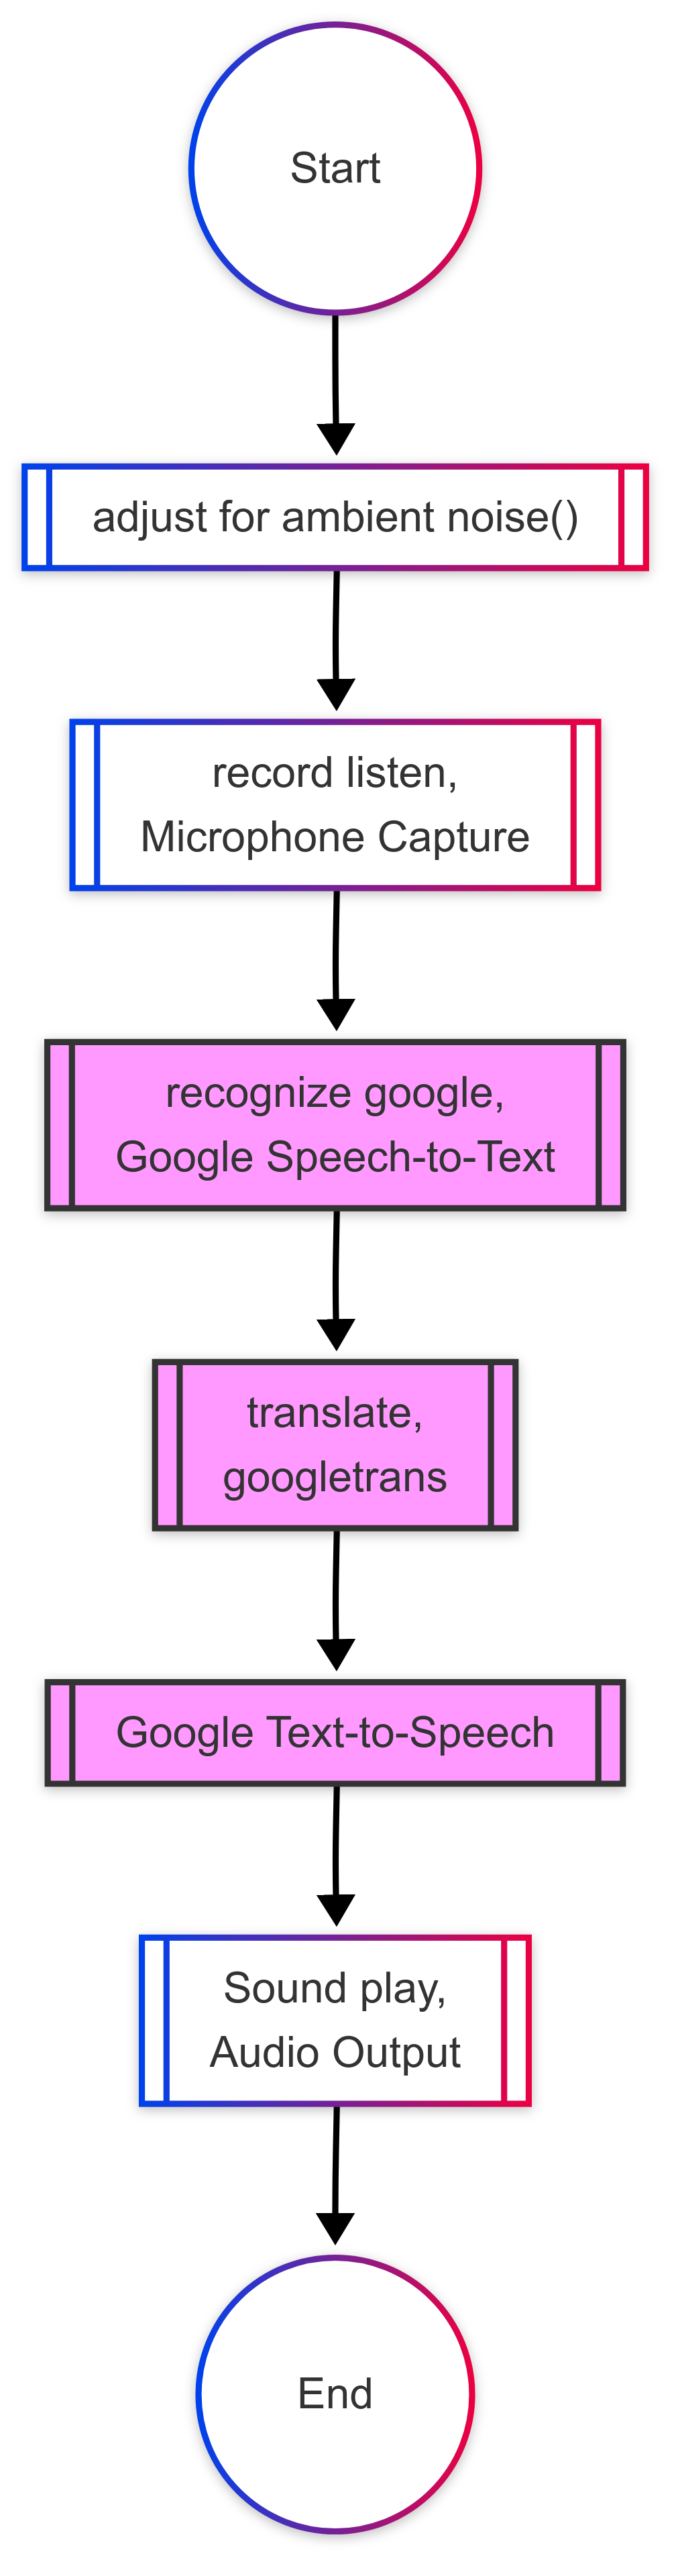 Start
adjust for ambient noise()
record listen,
Microphone Capture
recognize google,
Google Speech-to-Text
translate,
googletrans
Google Text-to-Speech
Sound play,
Audio Output
End